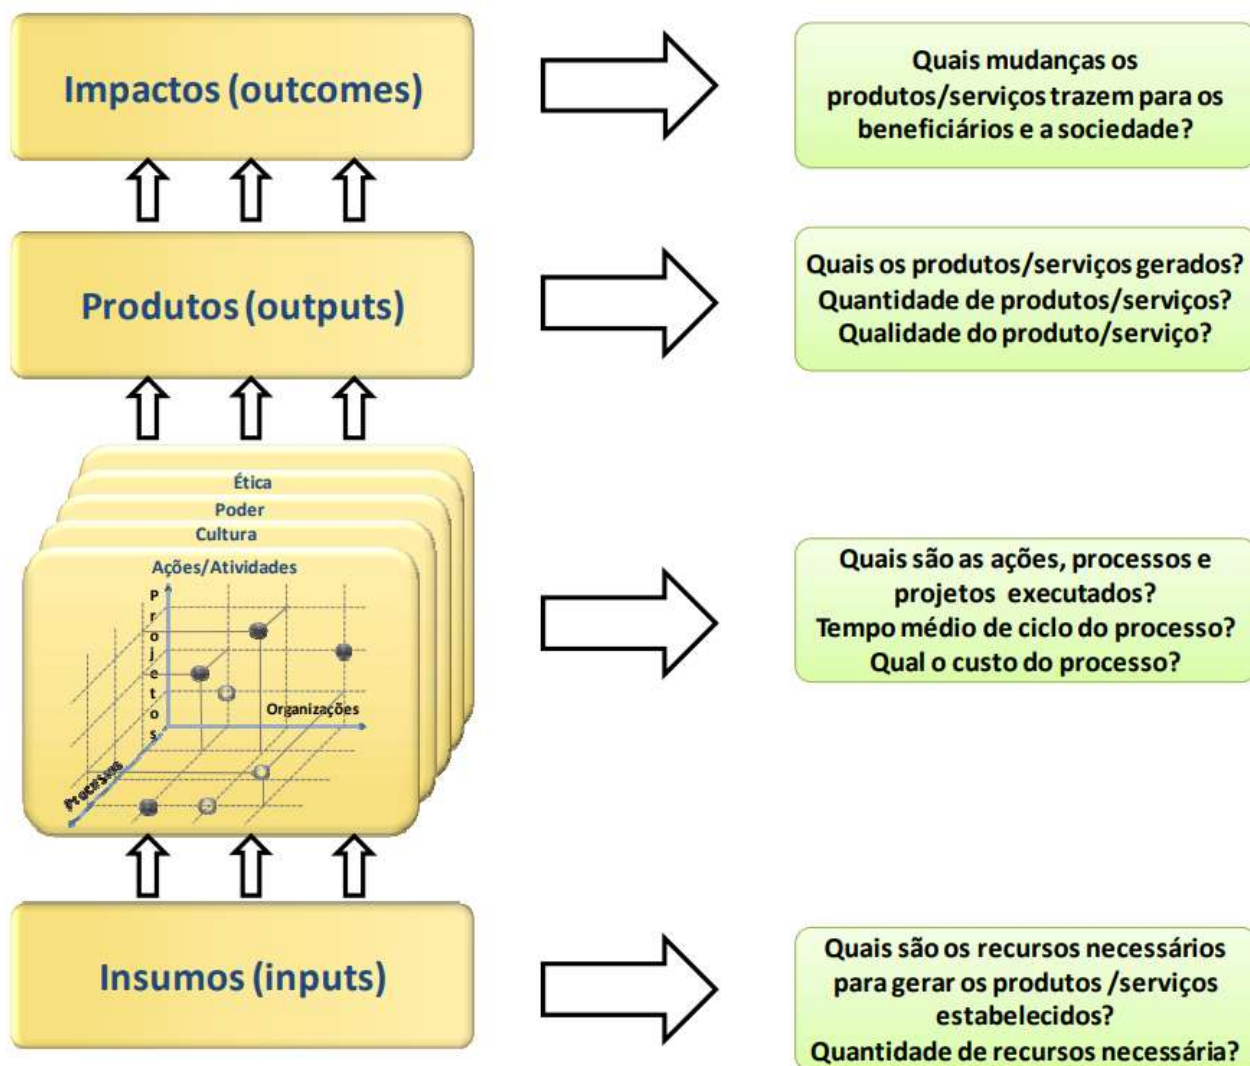 Impactos (outcomes)
Quais mudanças os
produtos/serviços trazem para os
beneficiários e a sociedade?
Produtos (outputs)
Quais os produtos/serviços gerados?
Quantidade de produtos/serviços?
Qualidade do produto/serviço?
Ética
Poder
Cultura
Ações/Atividades
Projetos
Organizações
Processos
Quais são as ações, processos e
projetos executados?
Tempo médio de ciclo do processo?
Qual o custo do processo?
Insumos (inputs)
Quais são os recursos necessários
para gerar os produtos /serviços
estabelecidos?
Quantidade de recursos necessária?